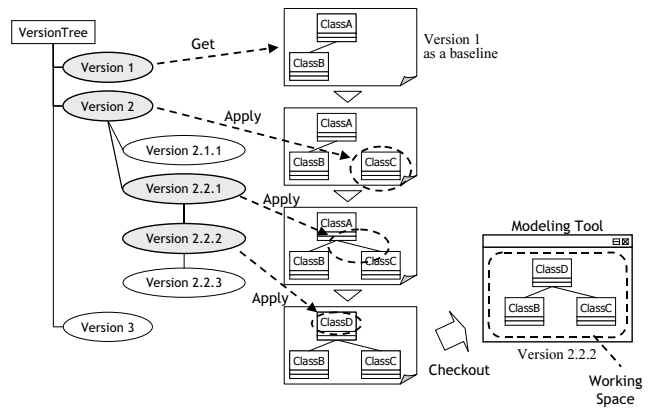 VersionTree
Version 1
Version 2
Version 2.1.1
Version 2.2.1
Version 2.2.2
Version 2.2.3
Version 3
Get
Apply
Apply
Apply
ClassA
ClassB
Version 1
as a baseline
ClassA
ClassB
ClassC
ClassA
ClassB
ClassC
ClassD
ClassB
ClassC
Checkout
Modeling Tool
ClassD
ClassB
ClassC
Version 2.2.2
Working
Space